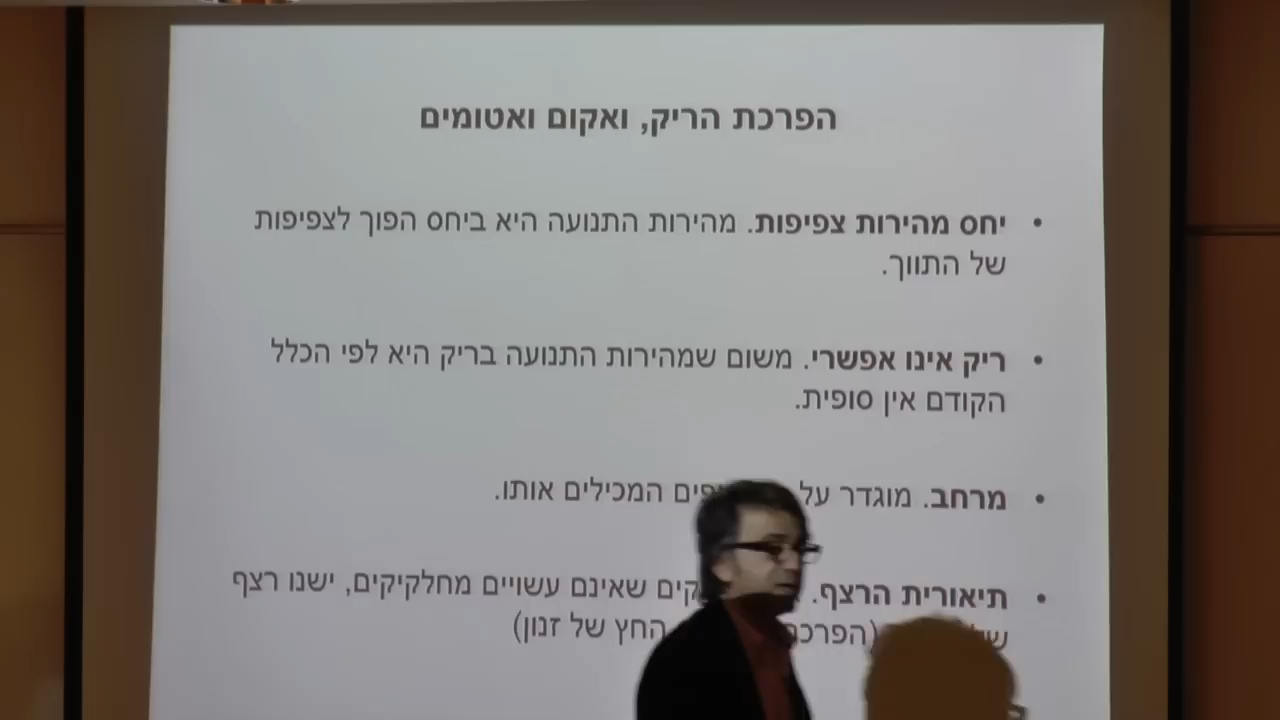 הפרכת הריק, ואקום ואטומים
• יחס מהירות צפיפות. מהירות התנועה היא ביחס הפוך לצפיפות
של התווך.
• ריק אינו אפשרי. משום שמהירות התנועה בריק היא לפי הכלל
הקודם אין סופית.
• מרחב. מוגדר על המכילים אותו.
• תיאורית הרצף. שאינם עשויים מחלקיקים, ישנו רצף
החץ של זנון)